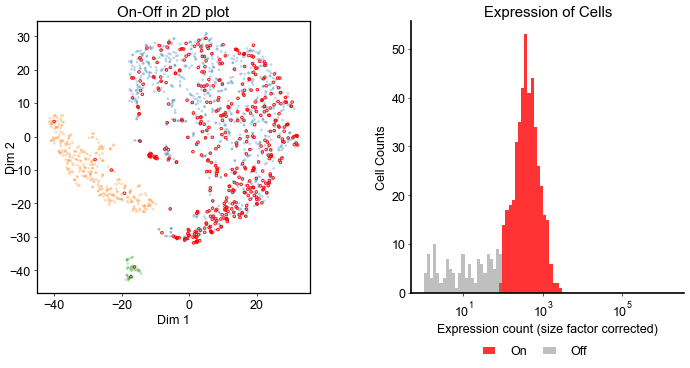 On-Off in 2D plot
30
20
10
0
−10
−20
−30
−40
Dim 2
−40
−20
0
20
Dim 1
Expression of Cells
50
40
30
20
10
0
Cell Counts
10^1
10^3
10^5
Expression count (size factor corrected)
On
Off